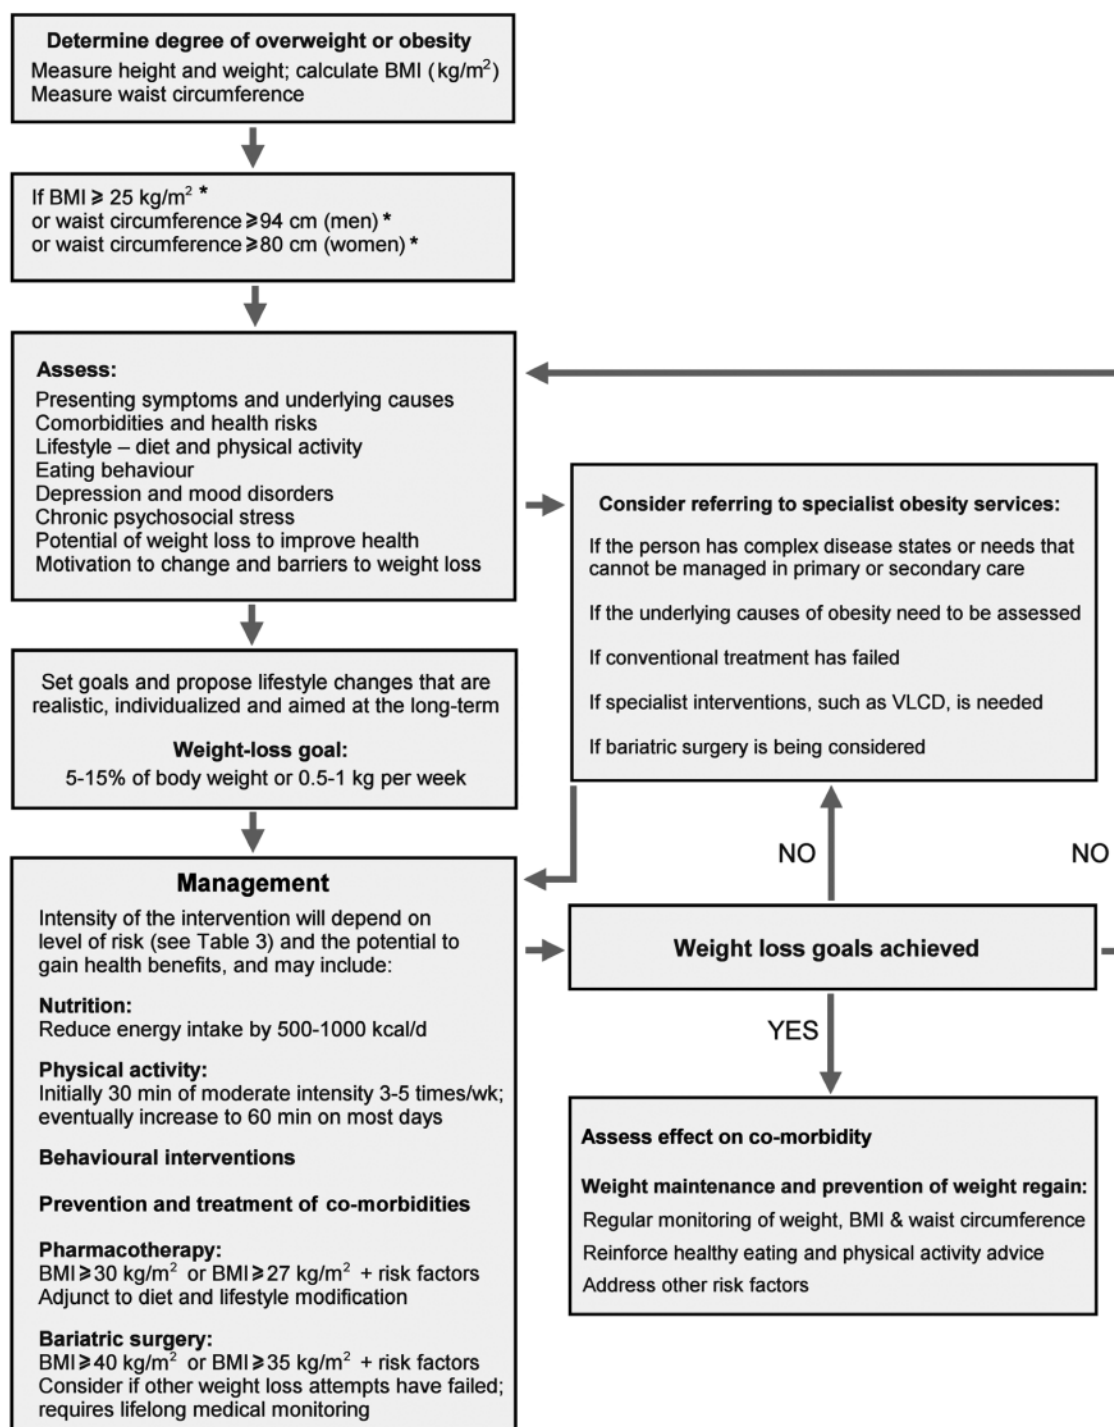 Determine degree of overweight or obesity
Measure height and weight; calculate BMI (kg/m²)
Measure waist circumference
If BMI ≥ 25 kg/m² *
or waist circumference ≥94 cm (men) *
or waist circumference ≥80 cm (women) *
Assess:
Presenting symptoms and underlying causes
Comorbidities and health risks
Lifestyle – diet and physical activity
Eating behaviour
Depression and mood disorders
Chronic psychosocial stress
Potential of weight loss to improve health
Motivation to change and barriers to weight loss
Consider referring to specialist obesity services:
If the person has complex disease states or needs that
cannot be managed in primary or secondary care
If the underlying causes of obesity need to be assessed
If conventional treatment has failed
If specialist interventions, such as VLCD, is needed
If bariatric surgery is being considered
Set goals and propose lifestyle changes that are
realistic, individualized and aimed at the long-term
Weight-loss goal:
5-15% of body weight or 0.5-1 kg per week
Management
Intensity of the intervention will depend on
level of risk (see Table 3) and the potential to
gain health benefits, and may include:
Nutrition:
Reduce energy intake by 500-1000 kcal/d
Physical activity:
Initially 30 min of moderate intensity 3-5 times/wk;
eventually increase to 60 min on most days
Behavioural interventions
Prevention and treatment of co-morbidities
Pharmacotherapy:
BMI ≥30 kg/m² or BMI ≥27 kg/m² + risk factors
Adjunct to diet and lifestyle modification
Bariatric surgery:
BMI ≥40 kg/m² or BMI ≥35 kg/m² + risk factors
Consider if other weight loss attempts have failed;
requires lifelong medical monitoring
NO
NO
Weight loss goals achieved
YES
Assess effect on co-morbidity
Weight maintenance and prevention of weight regain:
Regular monitoring of weight, BMI & waist circumference
Reinforce healthy eating and physical activity advice
Address other risk factors